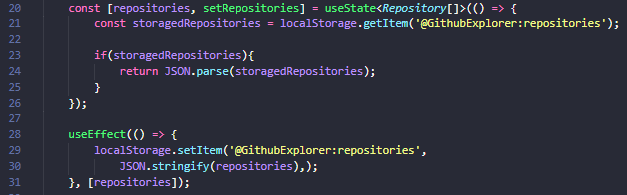 20 const [repositories, setRepositories] = useState<Repository[]>(() => {
21 const storagedRepositories = localStorage.getItem('@GithubExplorer:repositories');
22
23 if(storagedRepositories){
24 return JSON.parse(storagedRepositories);
25 }
26 });
27
28 useEffect(() => {
29 localStorage.setItem('@GithubExplorer:repositories',
30 JSON.stringify(repositories),);
31 }, [repositories]);